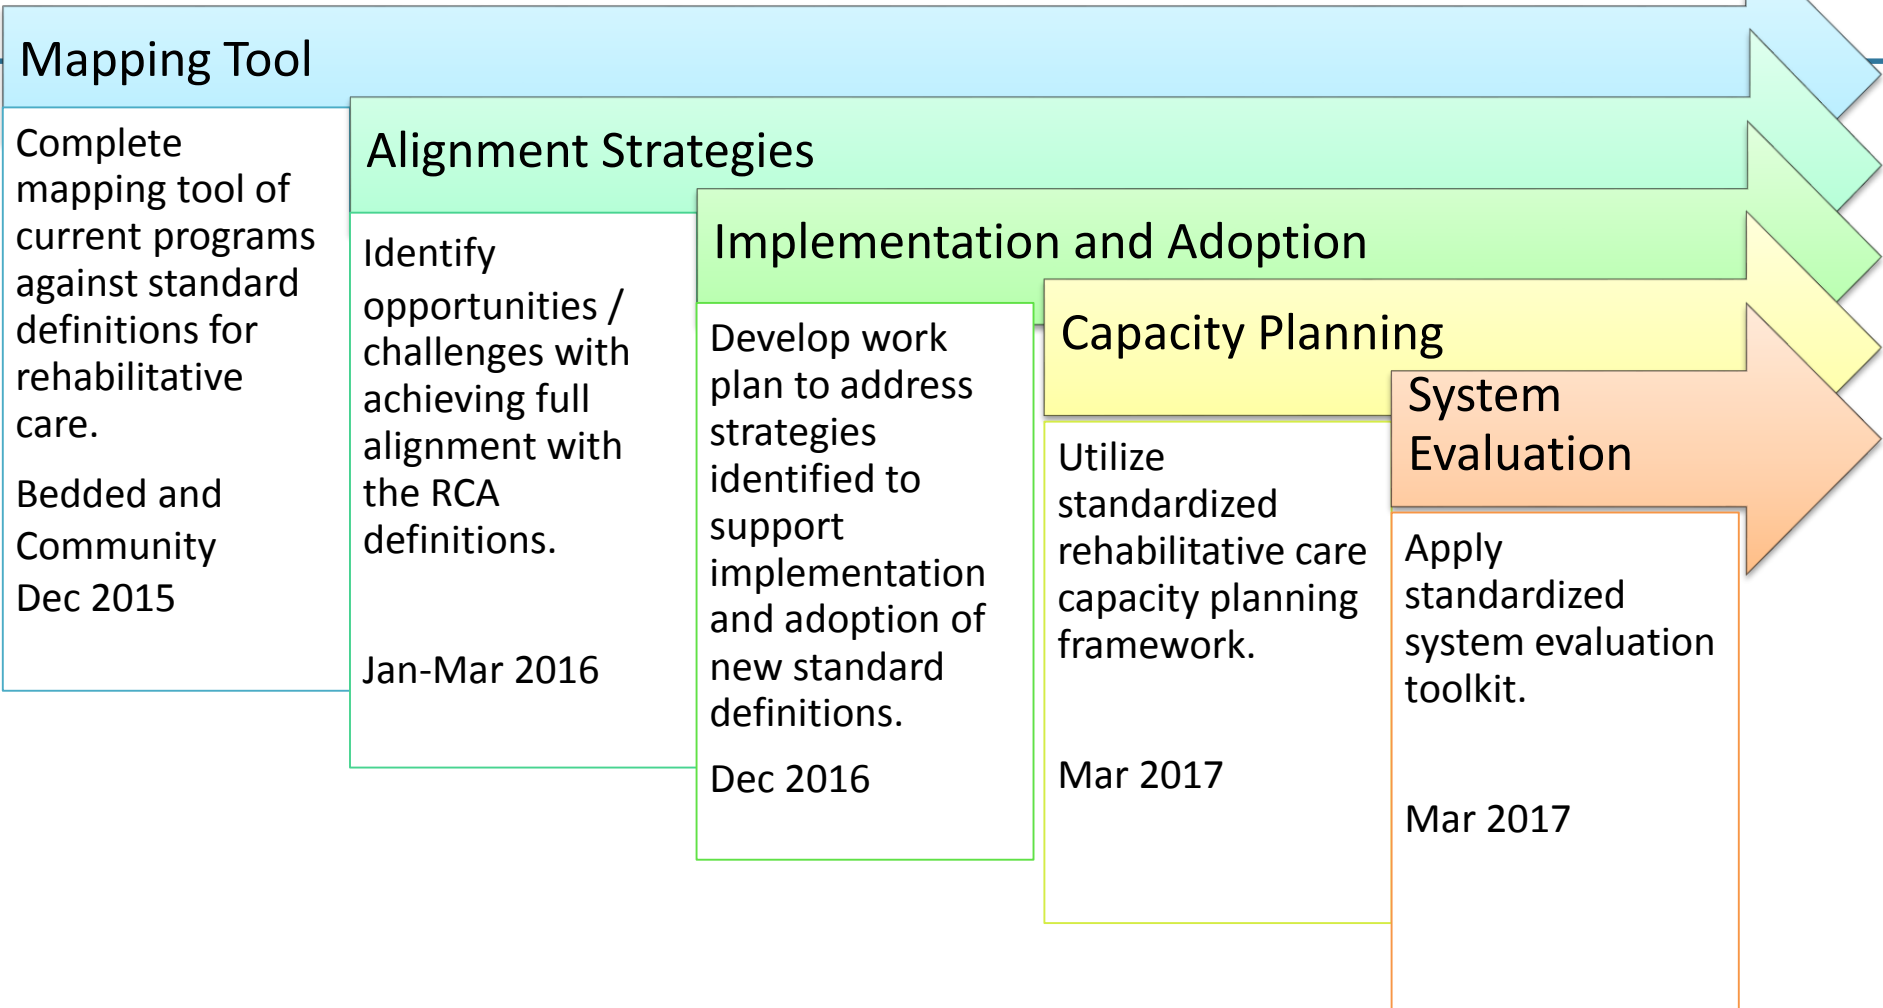 Mapping Tool
Complete
mapping tool of
current programs
against standard
definitions for
rehabilitative
care.
Bedded and
Community
Dec 2015
Alignment Strategies
Identify
opportunities /
challenges with
achieving full
alignment with
the RCA
definitions.
Jan-Mar 2016
Implementation and Adoption
Develop work
plan to address
strategies
identified to
support
implementation
and adoption of
new standard
definitions.
Dec 2016
Capacity Planning
Utilize
standardized
rehabilitative care
capacity planning
framework.
Mar 2017
System
Evaluation
Apply
standardized
system evaluation
toolkit.
Mar 2017